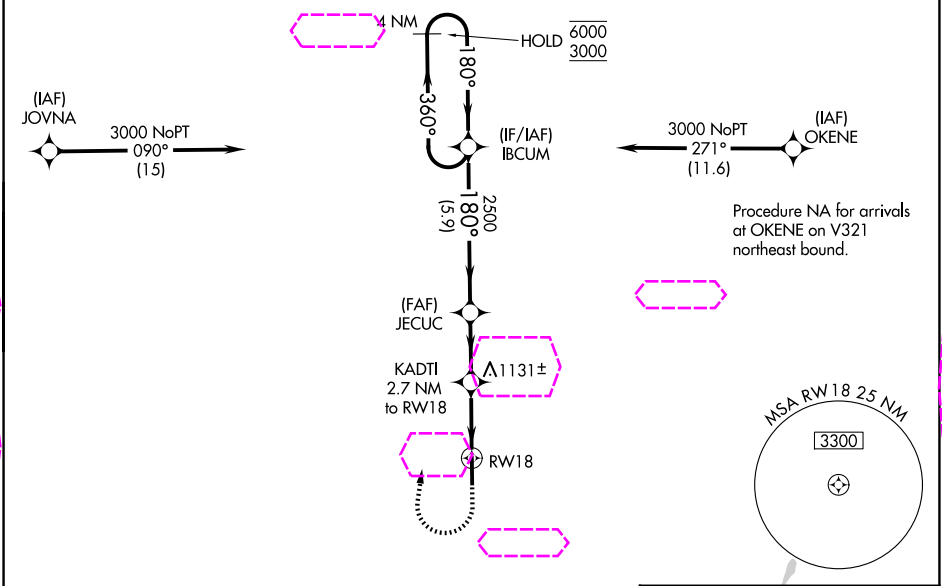 4 NM
HOLD 6000
3000
180°
360°
(IAF)
JOVNA
3000 NoPT
090°
(15)
(IF/IAF)
IBCUM
3000 NoPT
271°
(11.6)
(IAF)
OKENE
2500
180°
(5.9)
Procedure NA for arrivals
at OKENE on V321
northeast bound.
(FAF)
JECUC
KADTI
2.7 NM
to RW18
1131±
RW18
MSA RW18 25 NM
3300